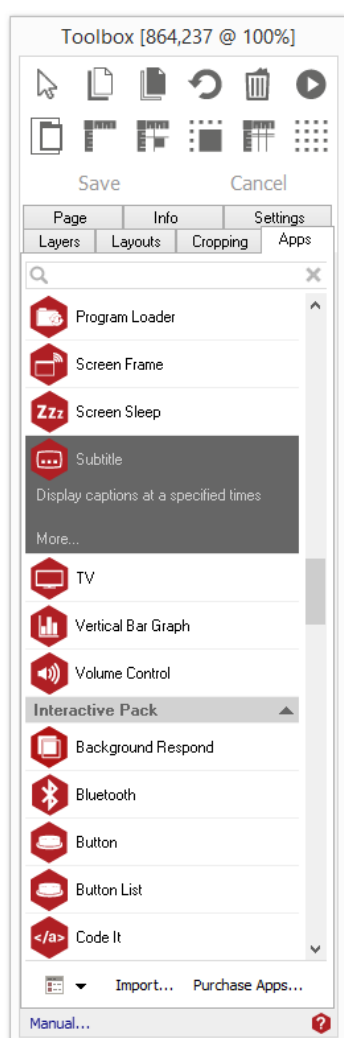 Toolbox [864,237 @ 100%]
Save Cancel
Page Info Settings
Layers Layouts Cropping Apps
Program Loader
Screen Frame
Zzz Screen Sleep
Subtitle
Display captions at a specified times
More...
TV
Vertical Bar Graph
Volume Control
Interactive Pack
Background Respond
Bluetooth
Button
Button List
</a> Code It
Import... Purchase Apps...
Manual... ?